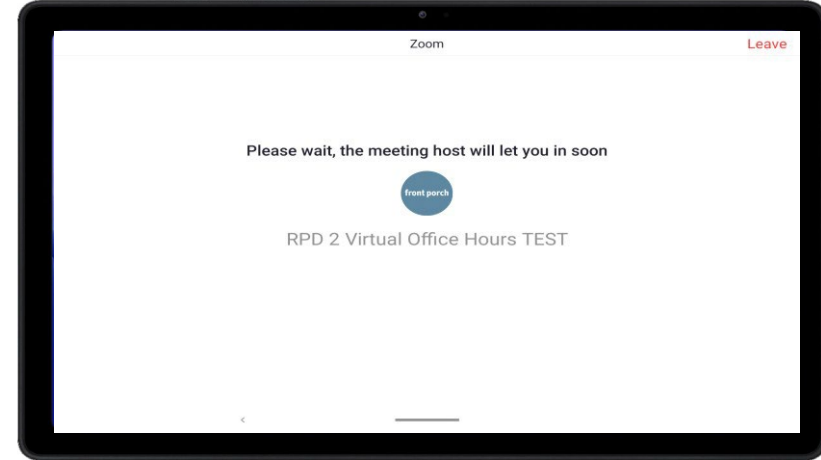 Zoom
Leave
Please wait, the meeting host will let you in soon
front porch
RPD 2 Virtual Office Hours TEST